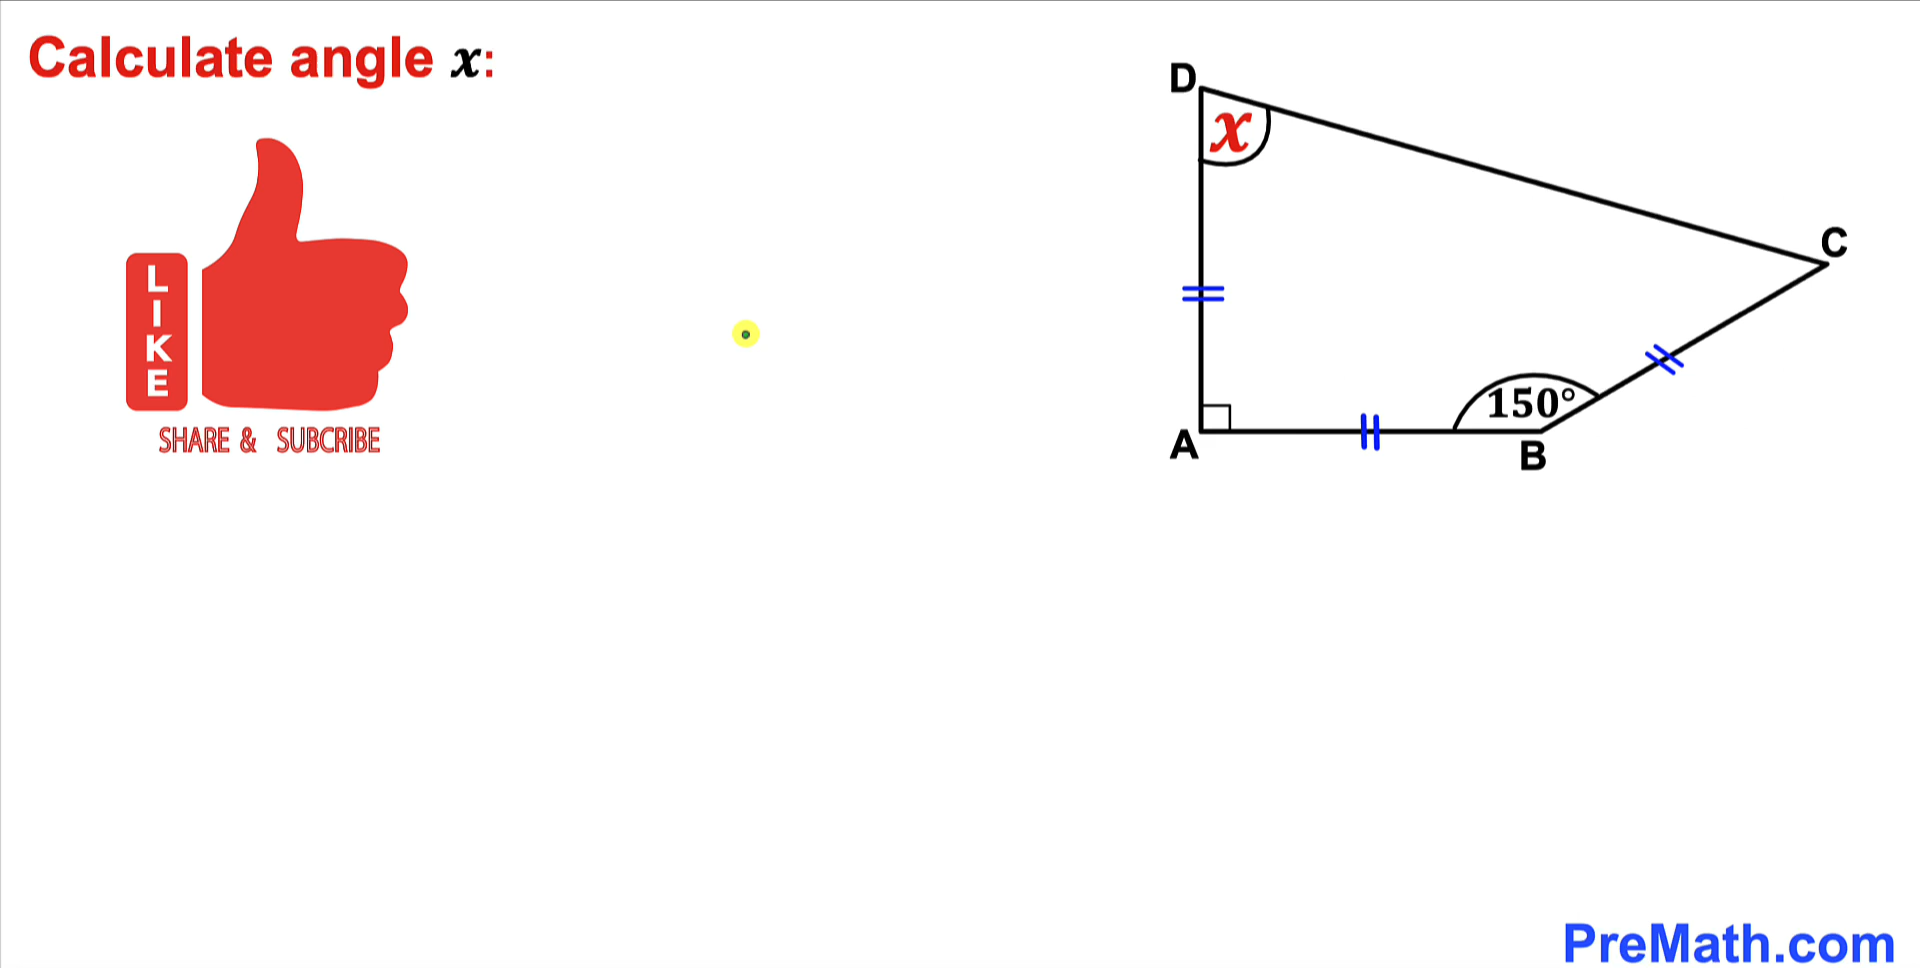 Calculate angle x:
D
x
C
L
I
K
E
150°
SHARE & SUBCRIBE
A
B
PreMath.com